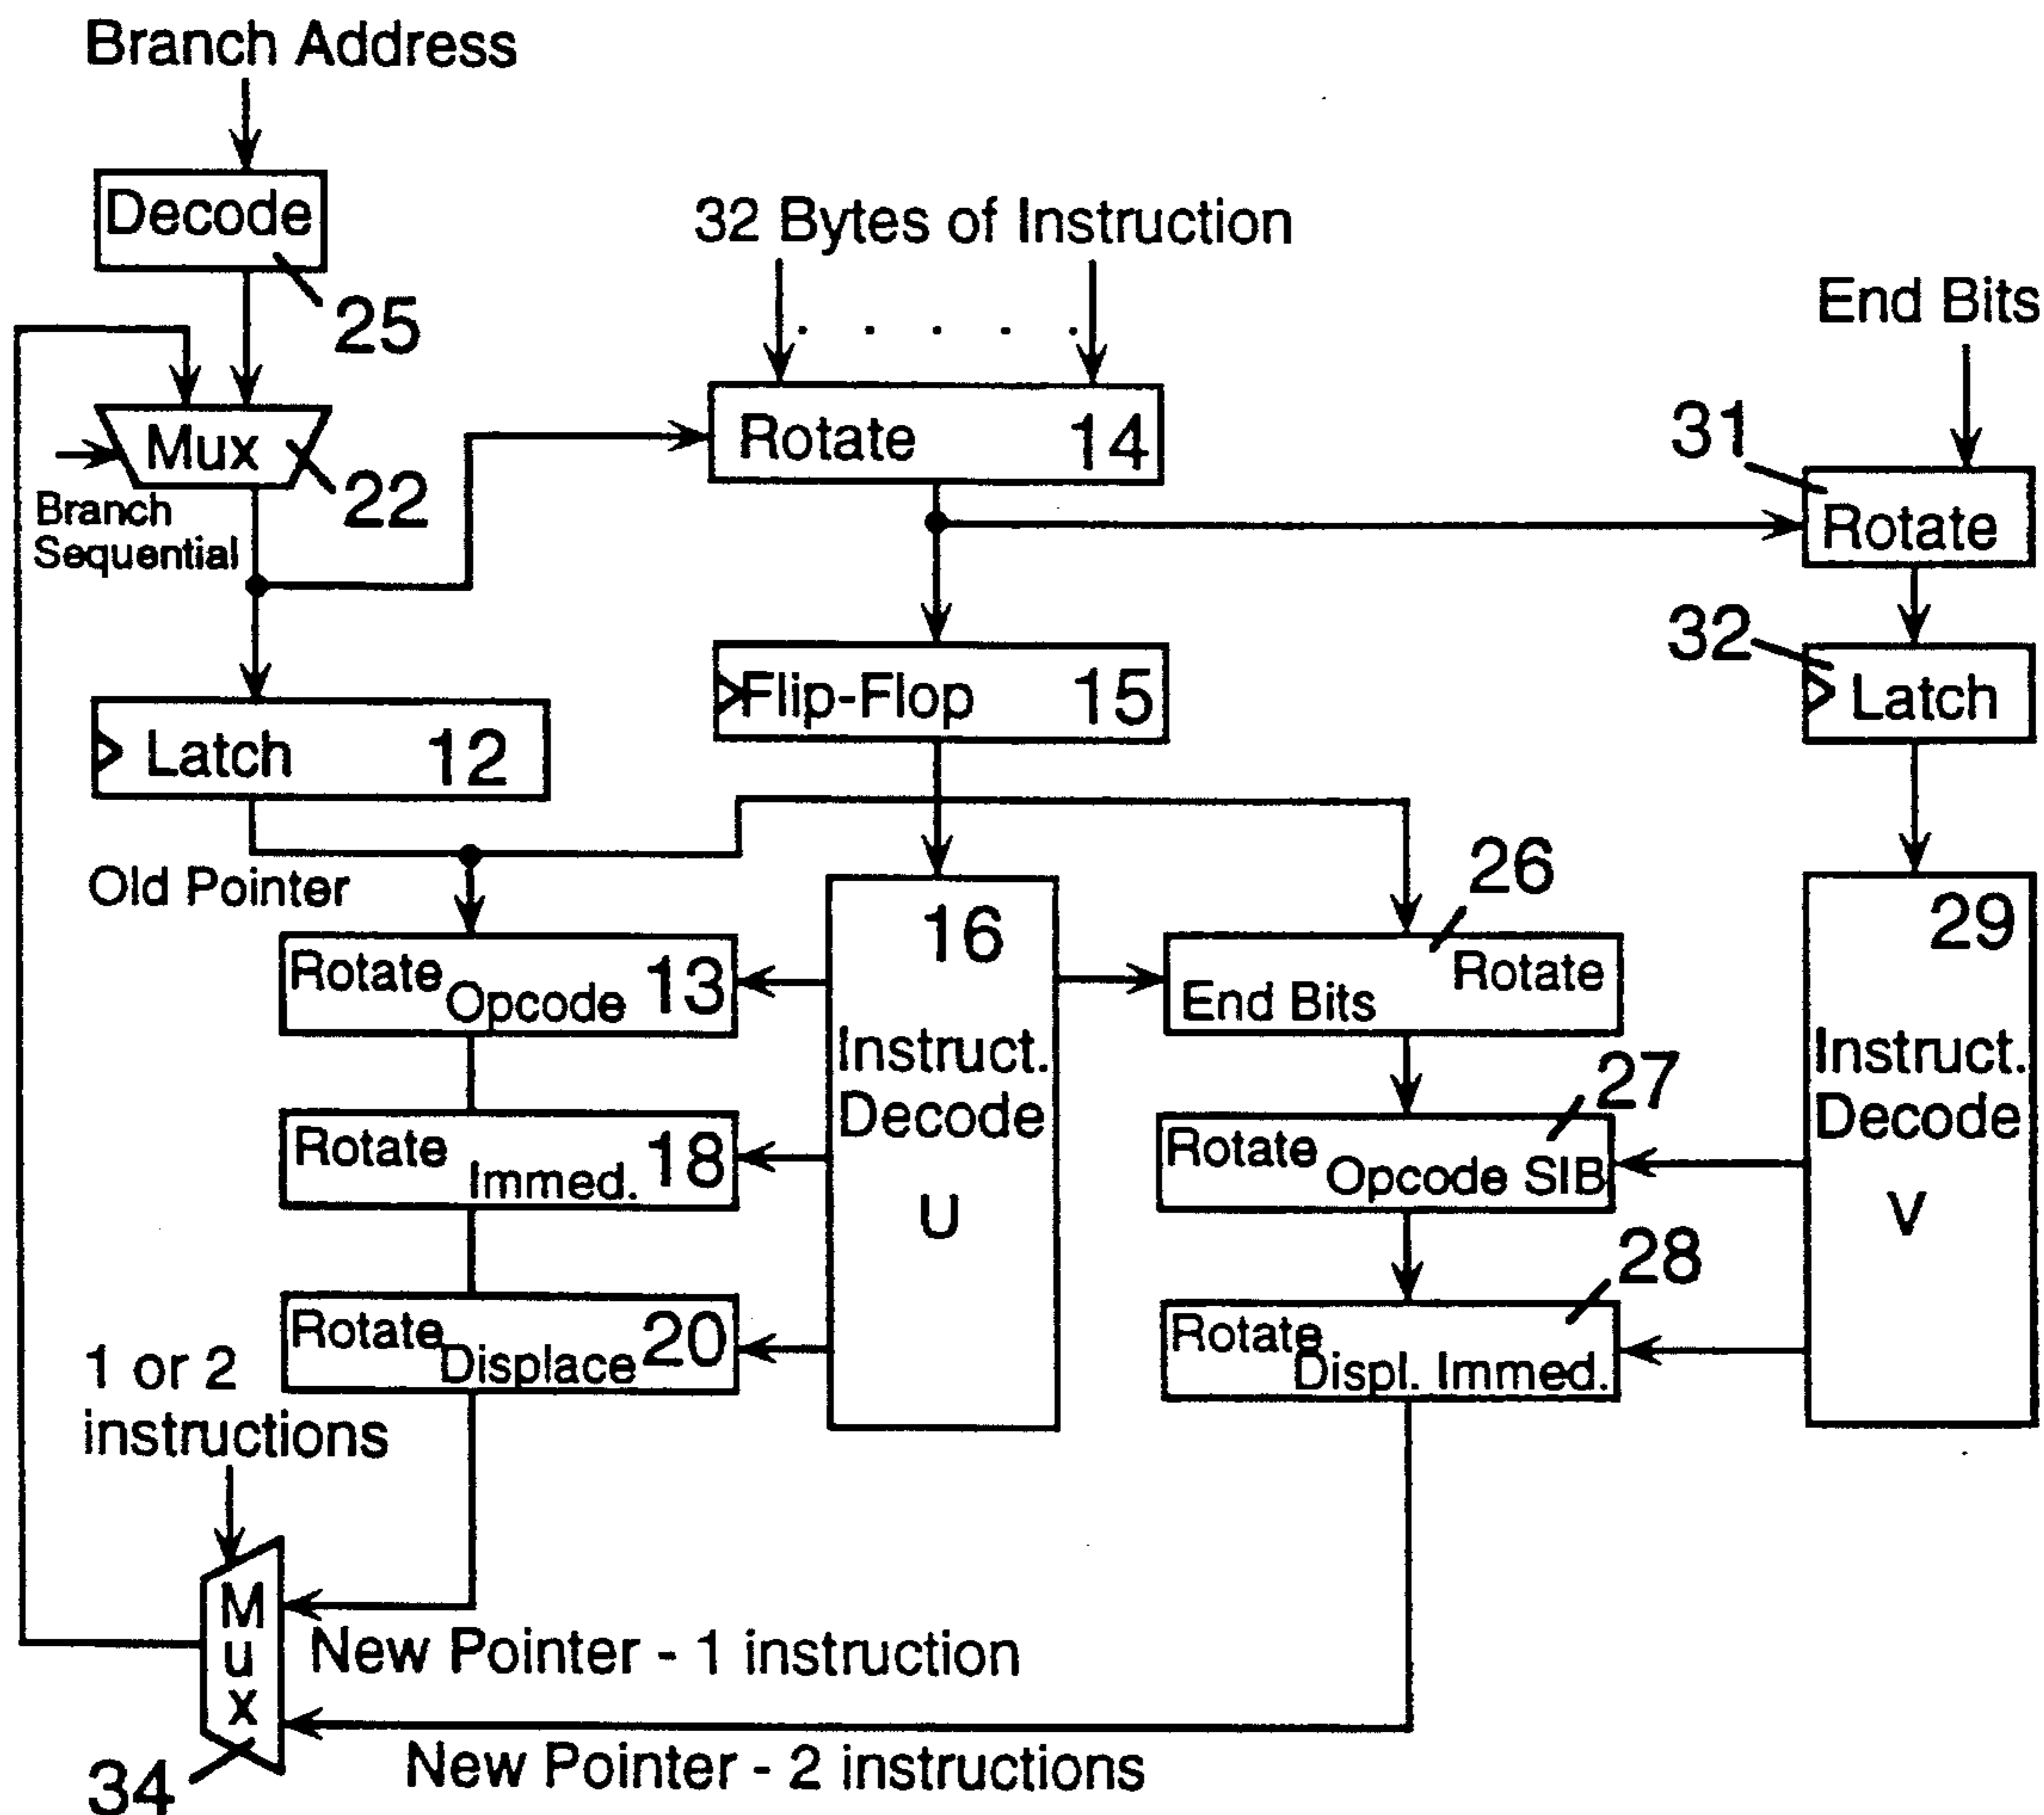 Branch Address
Decode
25
32 Bytes of Instruction
. . . . .
End Bits
Mux
22
Branch
Sequential
Rotate 14
31
Rotate
Flip-Flop 15
32
Latch
Latch 12
Old Pointer
Rotate Opcode 13
16
Instruct.
Decode
U
26
Rotate
End Bits
29
Instruct.
Decode
V
Rotate Immed. 18
27
Rotate Opcode SIB
Rotate Displace 20
28
Rotate Displ. Immed.
1 or 2
instructions
Mux
34
New Pointer - 1 instruction
New Pointer - 2 instructions